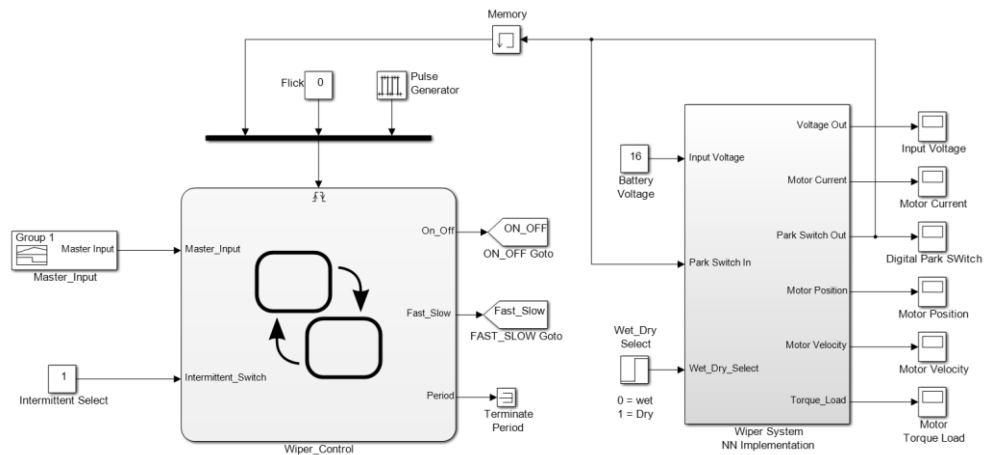 Memory
Flick
0
Pulse
Generator
Voltage Out
Input Voltage
16
Battery
Voltage
Input Voltage
Motor Current
Motor Current
Group 1
Master Input
Master_Input
Master_Input
On_Off
ON_OFF
ON_OFF Goto
Park Switch Out
Digital Park SWitch
Park Switch In
Motor Position
Motor Position
Fast_Slow
Fast_Slow
FAST_SLOW Goto
Wet_Dry
Select
Motor Velocity
Motor Velocity
1
Intermittent Select
Intermittent_Switch
Wet_Dry_Select
0 = wet
1 = Dry
Period
Terminate
Period
Torque_Load
Motor
Torque Load
Wiper_Control
Wiper System
NN Implementation